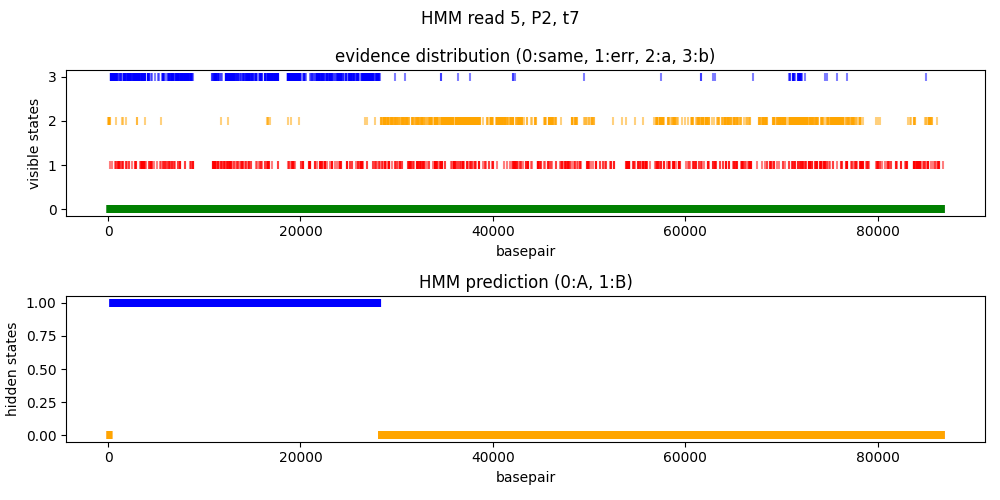 HMM read 5, P2, t7
evidence distribution (0:same, 1:err, 2:a, 3:b)
visible states
3
2
1
0
0 20000 40000 60000 80000
basepair
HMM prediction (0:A, 1:B)
hidden states
1.00
0.75
0.50
0.25
0.00
0 20000 40000 60000 80000
basepair